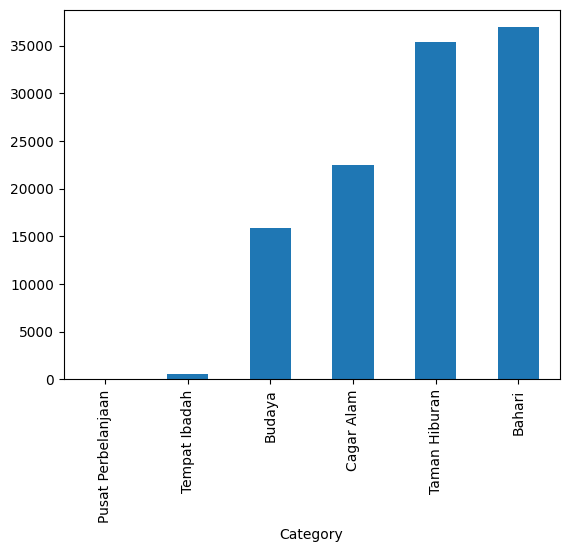 35000
30000
25000
20000
15000
10000
5000
0
Pusat Perbelanjaan
Tempat Ibadah
Budaya
Cagar Alam
Taman Hiburan
Bahari
Category